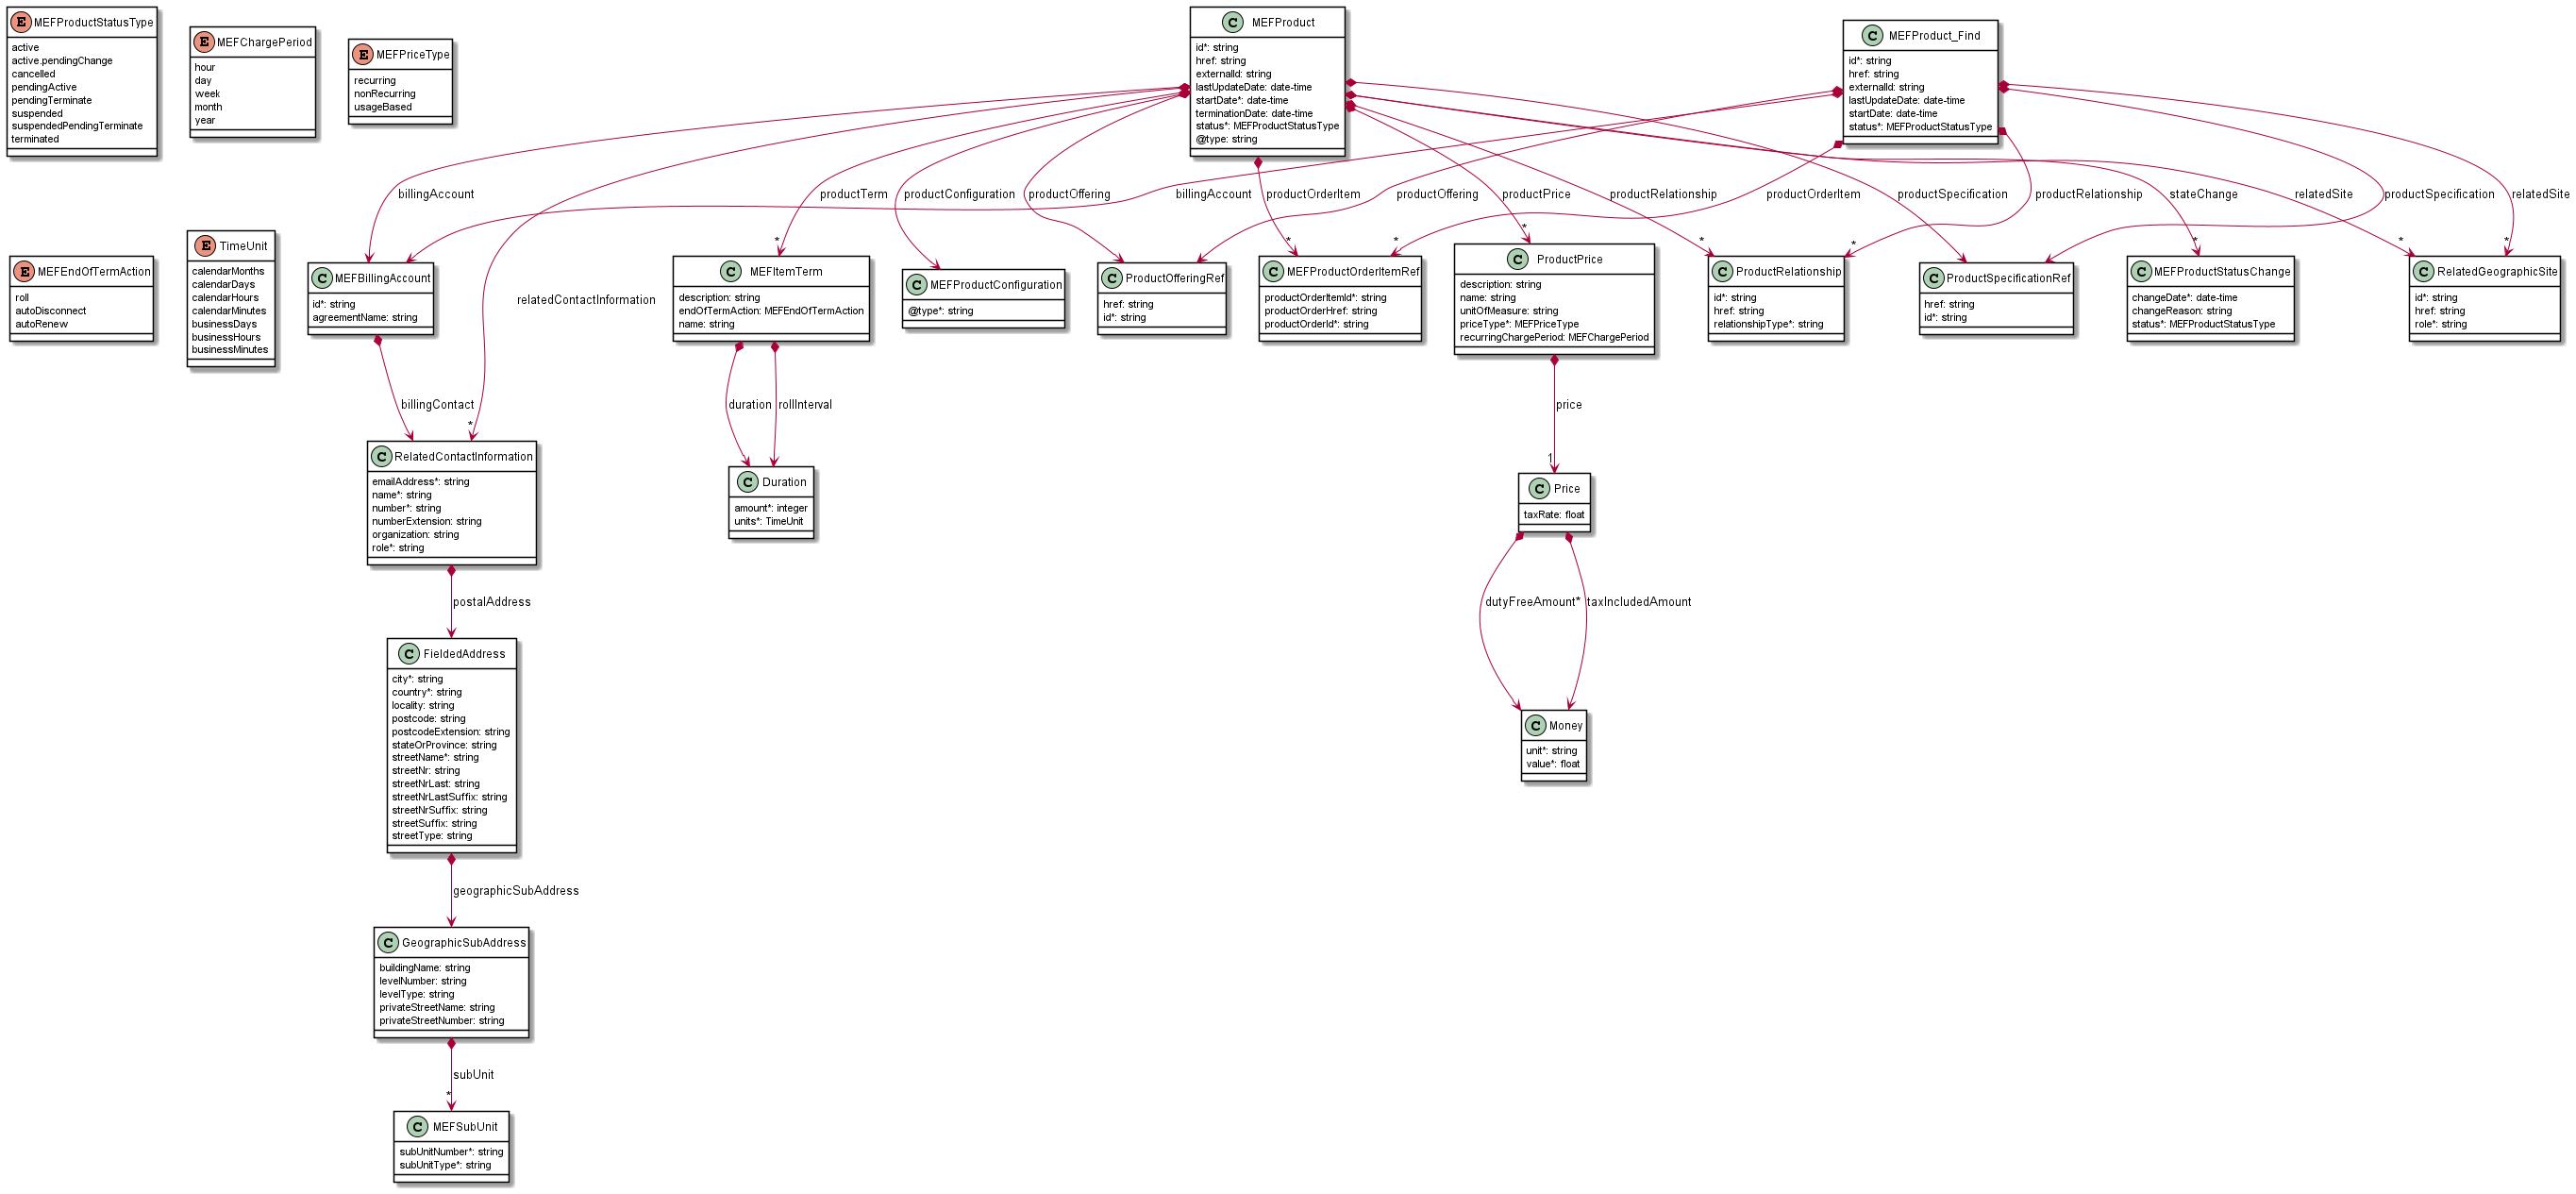 E MEFProductStatusType
active
active.pendingChange
cancelled
pendingActive
pendingTerminate
suspended
suspendedPendingTerminate
terminated
E MEFChargePeriod
hour
day
week
month
year
E MEFPriceType
recurring
nonRecurring
usageBased
C MEFProduct
id*: string
href: string
externalId: string
lastUpdateDate: date-time
startDate*: date-time
terminationDate: date-time
status*: MEFProductStatusType
@type: string
C MEFProduct_Find
id*: string
href: string
externalId: string
lastUpdateDate: date-time
startDate: date-time
status*: MEFProductStatusType
billingAccount
productTerm
productConfiguration
productOffering
billingAccount
productOrderItem
productOffering
productPrice
productRelationship
productOrderItem
productSpecification
productRelationship
stateChange
relatedSite
productSpecification
relatedSite
*
*
*
*
*
*
*
*
*
E MEFEndOfTermAction
roll
autoDisconnect
autoRenew
E TimeUnit
calendarMonths
calendarDays
calendarHours
calendarMinutes
businessDays
businessHours
businessMinutes
C MEFBillingAccount
id*: string
agreementName: string
relatedContactInformation
C MEFItemTerm
description: string
endOfTermAction: MEFEndOfTermAction
name: string
C MEFProductConfiguration
@type*: string
C ProductOfferingRef
href: string
id*: string
C MEFProductOrderItemRef
productOrderItemId*: string
productOrderHref: string
productOrderId*: string
C ProductPrice
description: string
name: string
unitOfMeasure: string
priceType*: MEFPriceType
recurringChargePeriod: MEFChargePeriod
C ProductRelationship
id*: string
href: string
relationshipType*: string
C ProductSpecificationRef
href: string
id*: string
C MEFProductStatusChange
changeDate*: date-time
changeReason: string
status*: MEFProductStatusType
C RelatedGeographicSite
id*: string
href: string
role*: string
billingContact
*
duration
rollInterval
price
1
C RelatedContactInformation
emailAddress*: string
name*: string
number*: string
numberExtension: string
organization: string
role*: string
C Duration
amount*: integer
units*: TimeUnit
C Price
taxRate: float
postalAddress
dutyFreeAmount*
taxIncludedAmount
C FieldedAddress
city*: string
country*: string
locality: string
postcode: string
postcodeExtension: string
stateOrProvince: string
streetName*: string
streetNr: string
streetNrLast: string
streetNrLastSuffix: string
streetNrSuffix: string
streetSuffix: string
streetType: string
C Money
unit*: string
value*: float
geographicSubAddress
C GeographicSubAddress
buildingName: string
levelNumber: string
levelType: string
privateStreetName: string
privateStreetNumber: string
subUnit
*
C MEFSubUnit
subUnitNumber*: string
subUnitType*: string